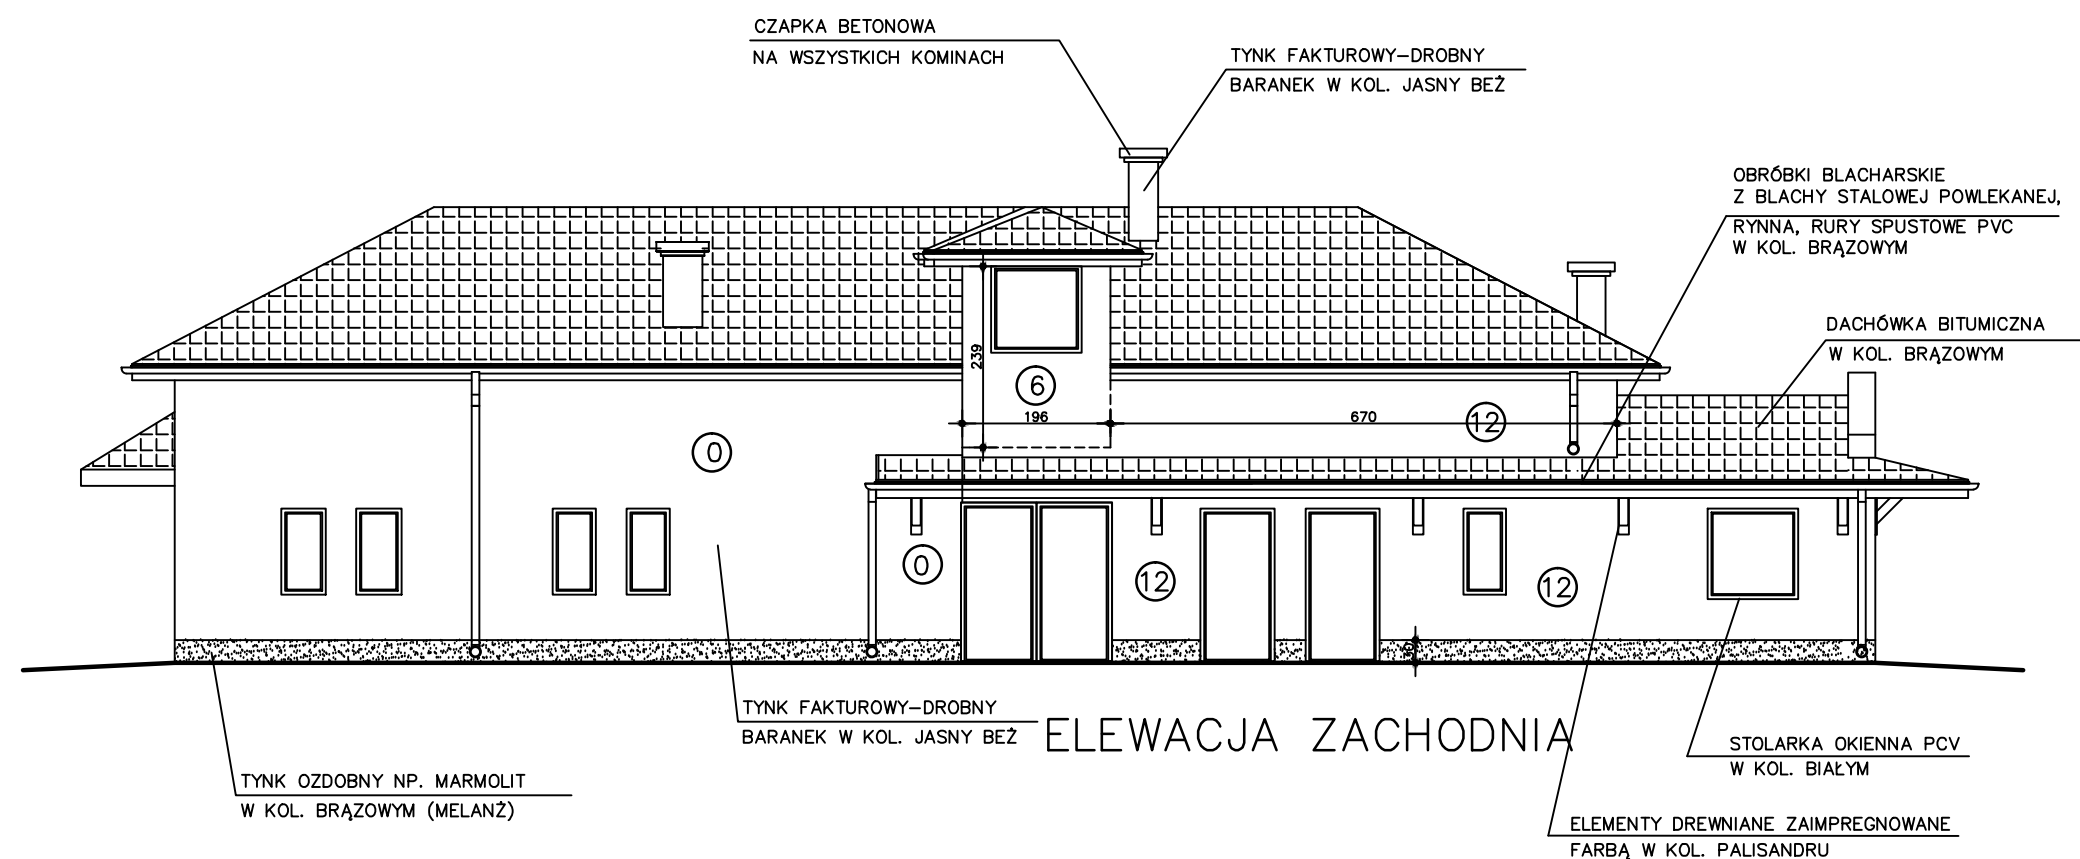 CZAPKA BETONOWA
NA WSZYSTKICH KOMINACH
TYNK FAKTUROWY-DROBNY
BARANEK W KOL. JASNY BEŻ
OBRÓBKI BLACHARSKIE
Z BLACHY STALOWEJ POWLEKANEJ,
RYNNA, RURY SPUSTOWE PVC
W KOL. BRĄZOWYM
DACHÓWKA BITUMICZNA
W KOL. BRĄZOWYM
239
6
196
670
12
0
0
12
12
30
TYNK FAKTUROWY-DROBNY
BARANEK W KOL. JASNY BEŻ
ELEWACJA ZACHODNIA
STOLARKA OKIENNA PCV
W KOL. BIAŁYM
TYNK OZDOBNY NP. MARMOLIT
W KOL. BRĄZOWYM (MELANŻ)
ELEMENTY DREWNIANE ZAIMPREGNOWANE
FARBĄ W KOL. PALISANDRU